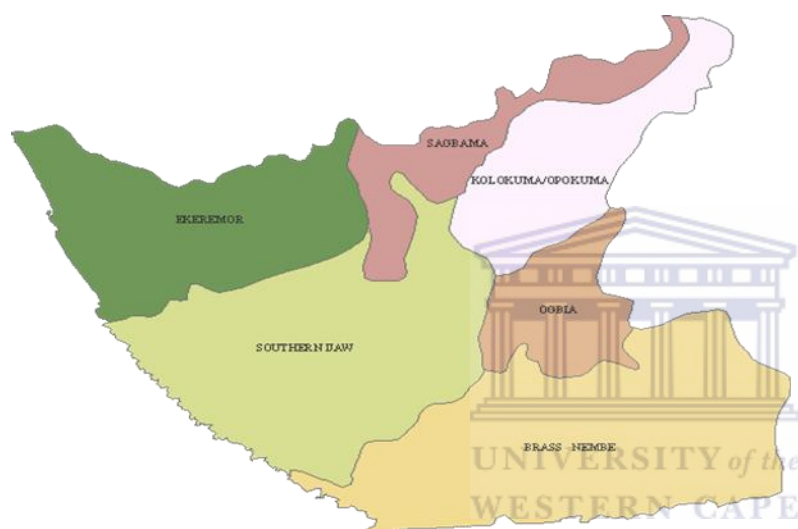 SAGBAMA
KOLOKUMA/OPOKUMA
EKEREMOR
OGBIA
SOUTHERN IJAW
BRASS NEMBE
UNIVERSITY of the
WESTERN CAPE